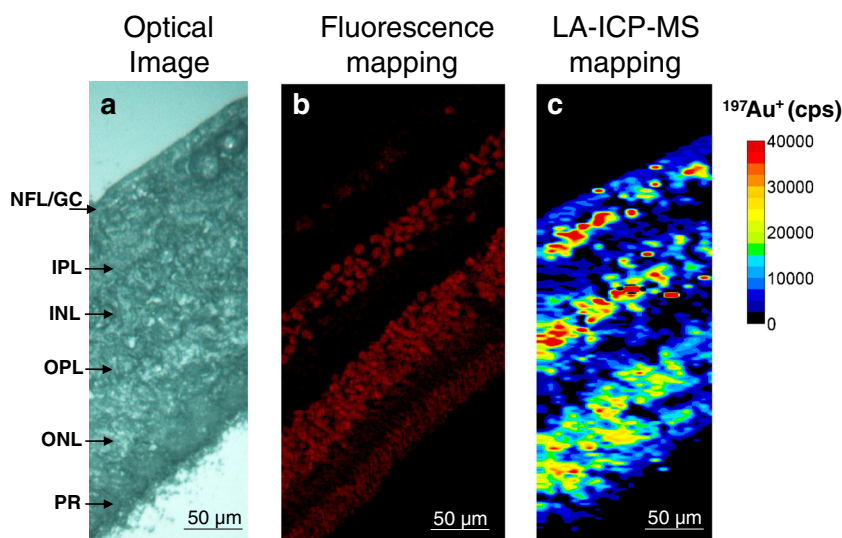 Optical
Image
Fluorescence
mapping
LA-ICP-MS
mapping
a
b
c
¹⁹⁷Au⁺ (cps)
40000
30000
20000
10000
0
NFL/GC
IPL
INL
OPL
ONL
PR
50 µm
50 µm
50 µm